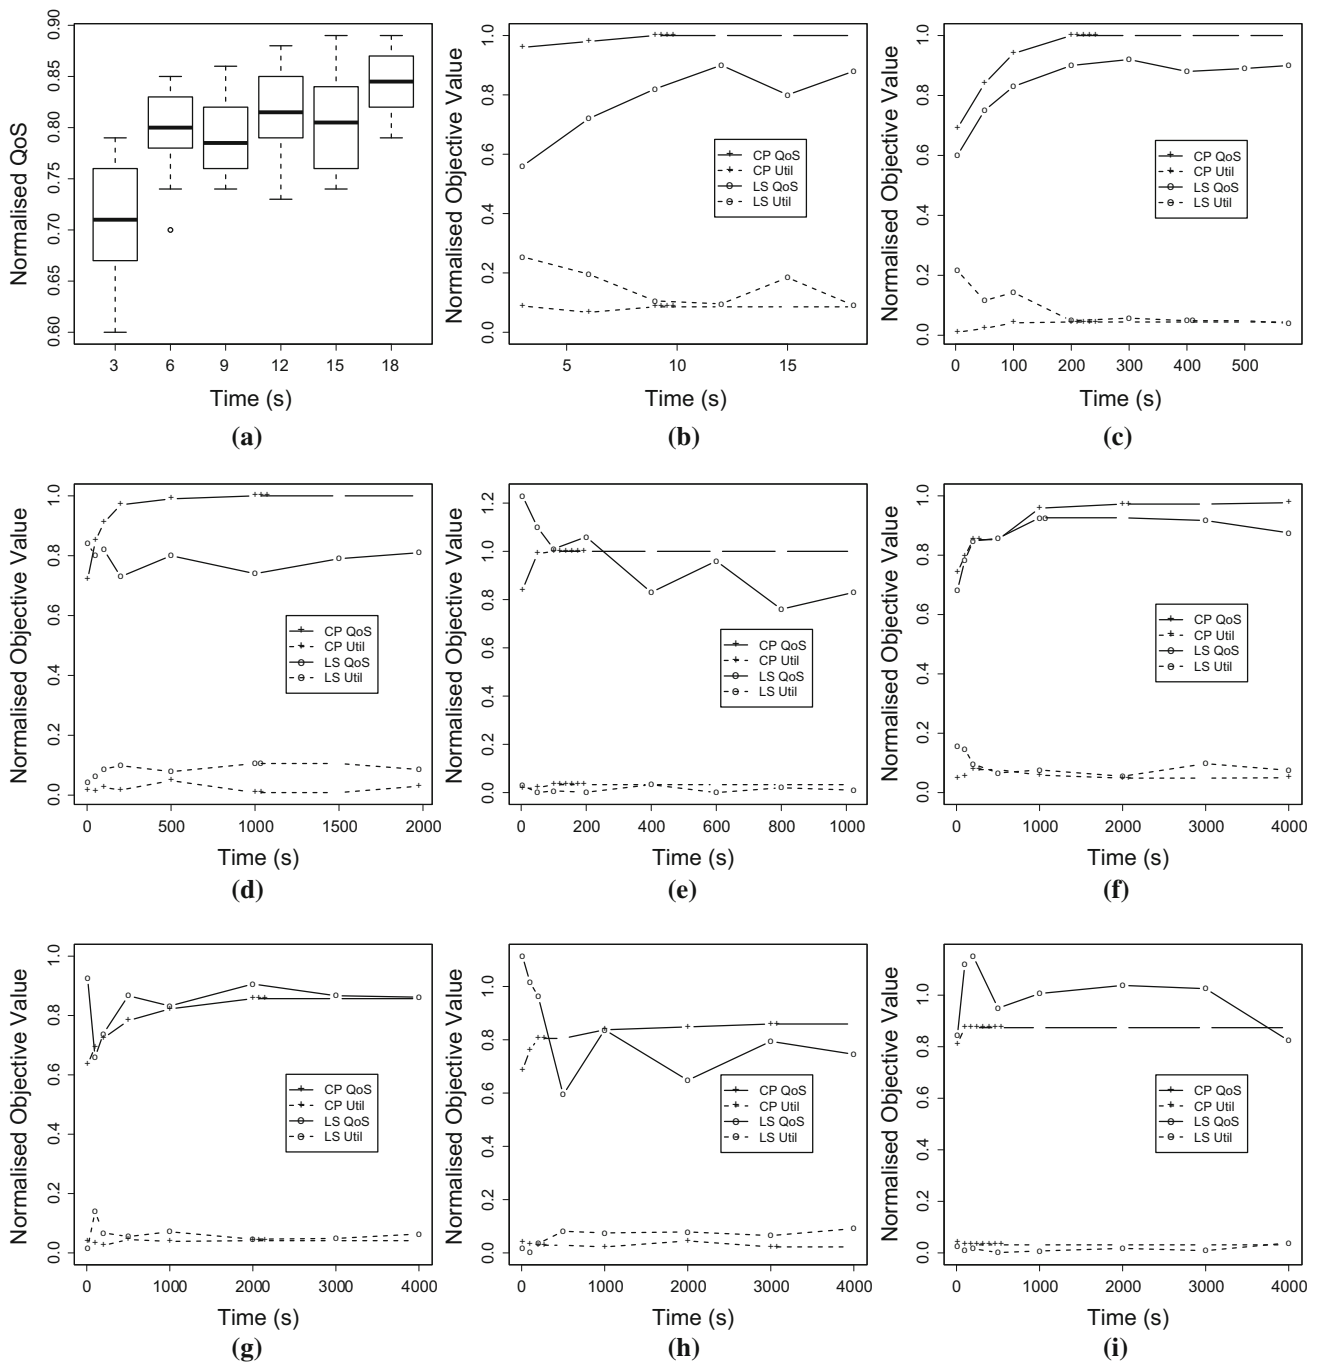 Normalised QoS
0.60 0.65 0.70 0.75 0.80 0.85 0.90
3 6 9 12 15 18
Time (s)
(a)
Normalised Objective Value
0.0 0.2 0.4 0.6 0.8 1.0
CP QoS
CP Util
LS QoS
LS Util
5 10 15
Time (s)
(b)
Normalised Objective Value
0.0 0.2 0.4 0.6 0.8 1.0
CP QoS
CP Util
LS QoS
LS Util
0 100 200 300 400 500
Time (s)
(c)
Normalised Objective Value
0.0 0.2 0.4 0.6 0.8 1.0
CP QoS
CP Util
LS QoS
LS Util
0 500 1000 1500 2000
Time (s)
(d)
Normalised Objective Value
0.0 0.2 0.4 0.6 0.8 1.0 1.2
CP QoS
CP Util
LS QoS
LS Util
0 200 400 600 800 1000
Time (s)
(e)
Normalised Objective Value
0.0 0.2 0.4 0.6 0.8 1.0
CP QoS
CP Util
LS QoS
LS Util
0 1000 2000 3000 4000
Time (s)
(f)
Normalised Objective Value
0.0 0.2 0.4 0.6 0.8 1.0
CP QoS
CP Util
LS QoS
LS Util
0 1000 2000 3000 4000
Time (s)
(g)
Normalised Objective Value
0.0 0.2 0.4 0.6 0.8 1.0
CP QoS
CP Util
LS QoS
LS Util
0 1000 2000 3000 4000
Time (s)
(h)
Normalised Objective Value
0.0 0.2 0.4 0.6 0.8 1.0
CP QoS
CP Util
LS QoS
LS Util
0 1000 2000 3000 4000
Time (s)
(i)